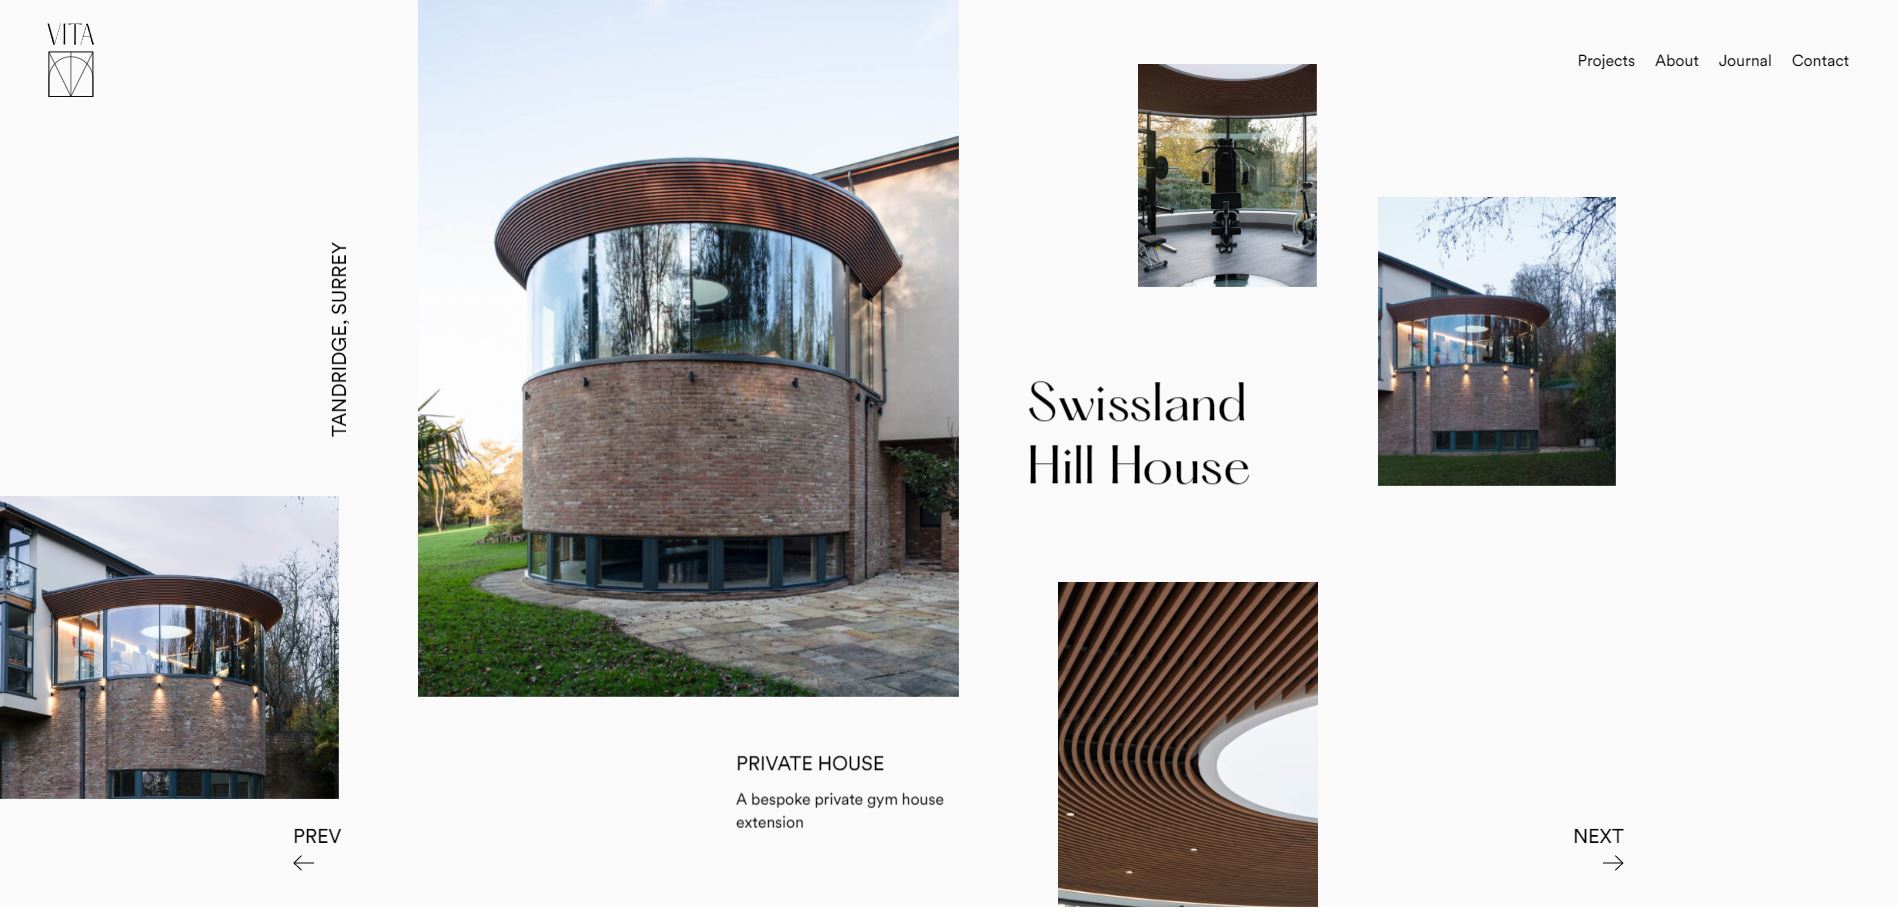 VITA
Projects
About
Journal
Contact
TANDRIDGE, SURREY
Swissland
Hill House
PRIVATE HOUSE
A bespoke private gym house
extension
PREV
NEXT